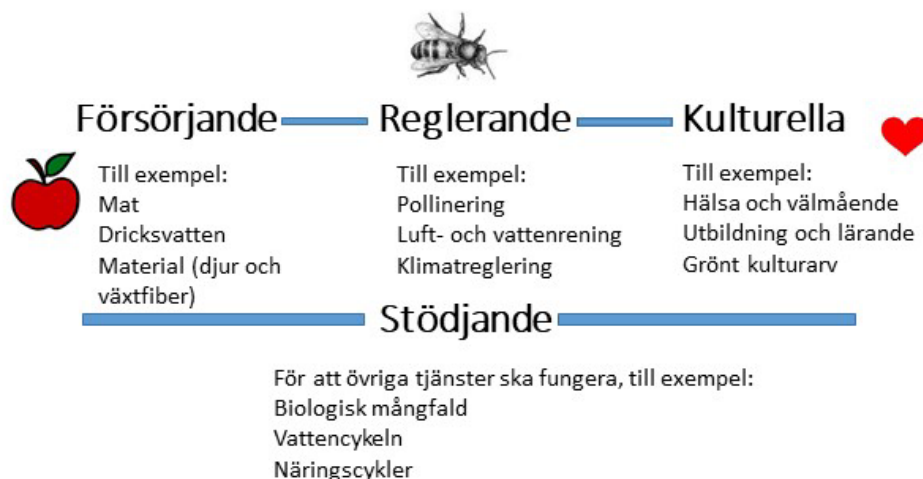 Försörjande
Reglerande
Kulturella
Till exempel:
Mat
Dricksvatten
Material (djur och
växtfiber)
Till exempel:
Pollinering
Luft- och vattenrening
Klimatreglering
Till exempel:
Hälsa och välmående
Utbildning och lärande
Grönt kulturarv
Stödjande
För att övriga tjänster ska fungera, till exempel:
Biologisk mångfald
Vattencykeln
Näringscykler